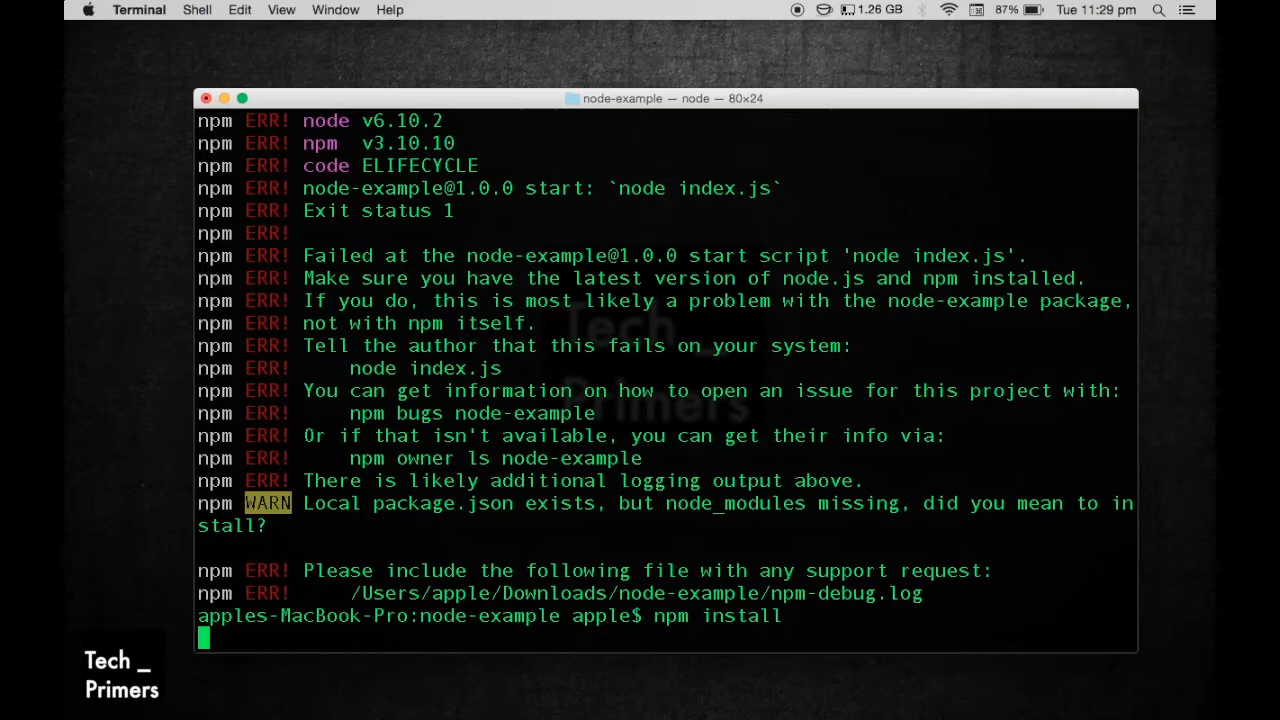 Terminal Shell Edit View Window Help 1.26 GB 87% Tue 11:29 pm
node-example — node — 80×24
npm ERR! node v6.10.2
npm ERR! npm  v3.10.10
npm ERR! code ELIFECYCLE
npm ERR! node-example@1.0.0 start: `node index.js`
npm ERR! Exit status 1
npm ERR!
npm ERR! Failed at the node-example@1.0.0 start script 'node index.js'.
npm ERR! Make sure you have the latest version of node.js and npm installed.
npm ERR! If you do, this is most likely a problem with the node-example package,
npm ERR! not with npm itself.
npm ERR! Tell the author that this fails on your system:
npm ERR!     node index.js
npm ERR! You can get information on how to open an issue for this project with:
npm ERR!     npm bugs node-example
npm ERR! Or if that isn't available, you can get their info via:
npm ERR!     npm owner ls node-example
npm ERR! There is likely additional logging output above.
npm WARN Local package.json exists, but node_modules missing, did you mean to in
stall?
npm ERR! Please include the following file with any support request:
npm ERR!     /Users/apple/Downloads/node-example/npm-debug.log
apples-MacBook-Pro:node-example apple$ npm install
Tech _
Primers
Tech _
Primers